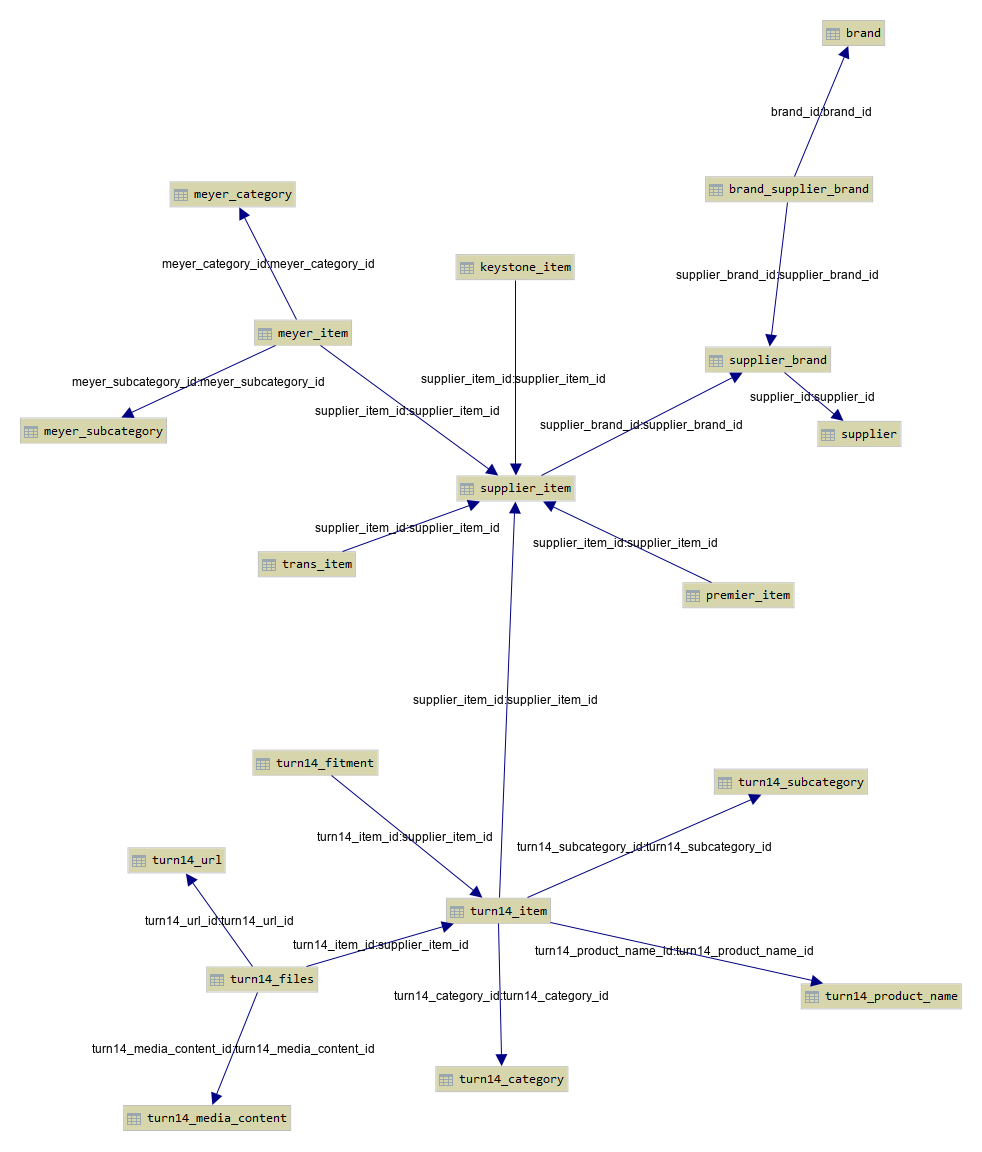 brand
brand_id:brand_id
brand_supplier_brand
meyer_category
meyer_category_id:meyer_category_id
keystone_item
supplier_brand_id:supplier_brand_id
meyer_item
supplier_brand
meyer_subcategory_id:meyer_subcategory_id
supplier_item_id:supplier_item_id
supplier_id:supplier_id
supplier_item_id:supplier_item_id
supplier_brand_id:supplier_brand_id
meyer_subcategory
supplier
supplier_item
supplier_item_id:supplier_item_id
supplier_item_id:supplier_item_id
trans_item
premier_item
supplier_item_id:supplier_item_id
turn14_fitment
turn14_subcategory
turn14_item_id:supplier_item_id
turn14_subcategory_id:turn14_subcategory_id
turn14_url
turn14_item
turn14_url_id:turn14_url_id
turn14_item_id:supplier_item_id
turn14_product_name_id:turn14_product_name_id
turn14_files
turn14_category_id:turn14_category_id
turn14_product_name
turn14_media_content_id:turn14_media_content_id
turn14_category
turn14_media_content